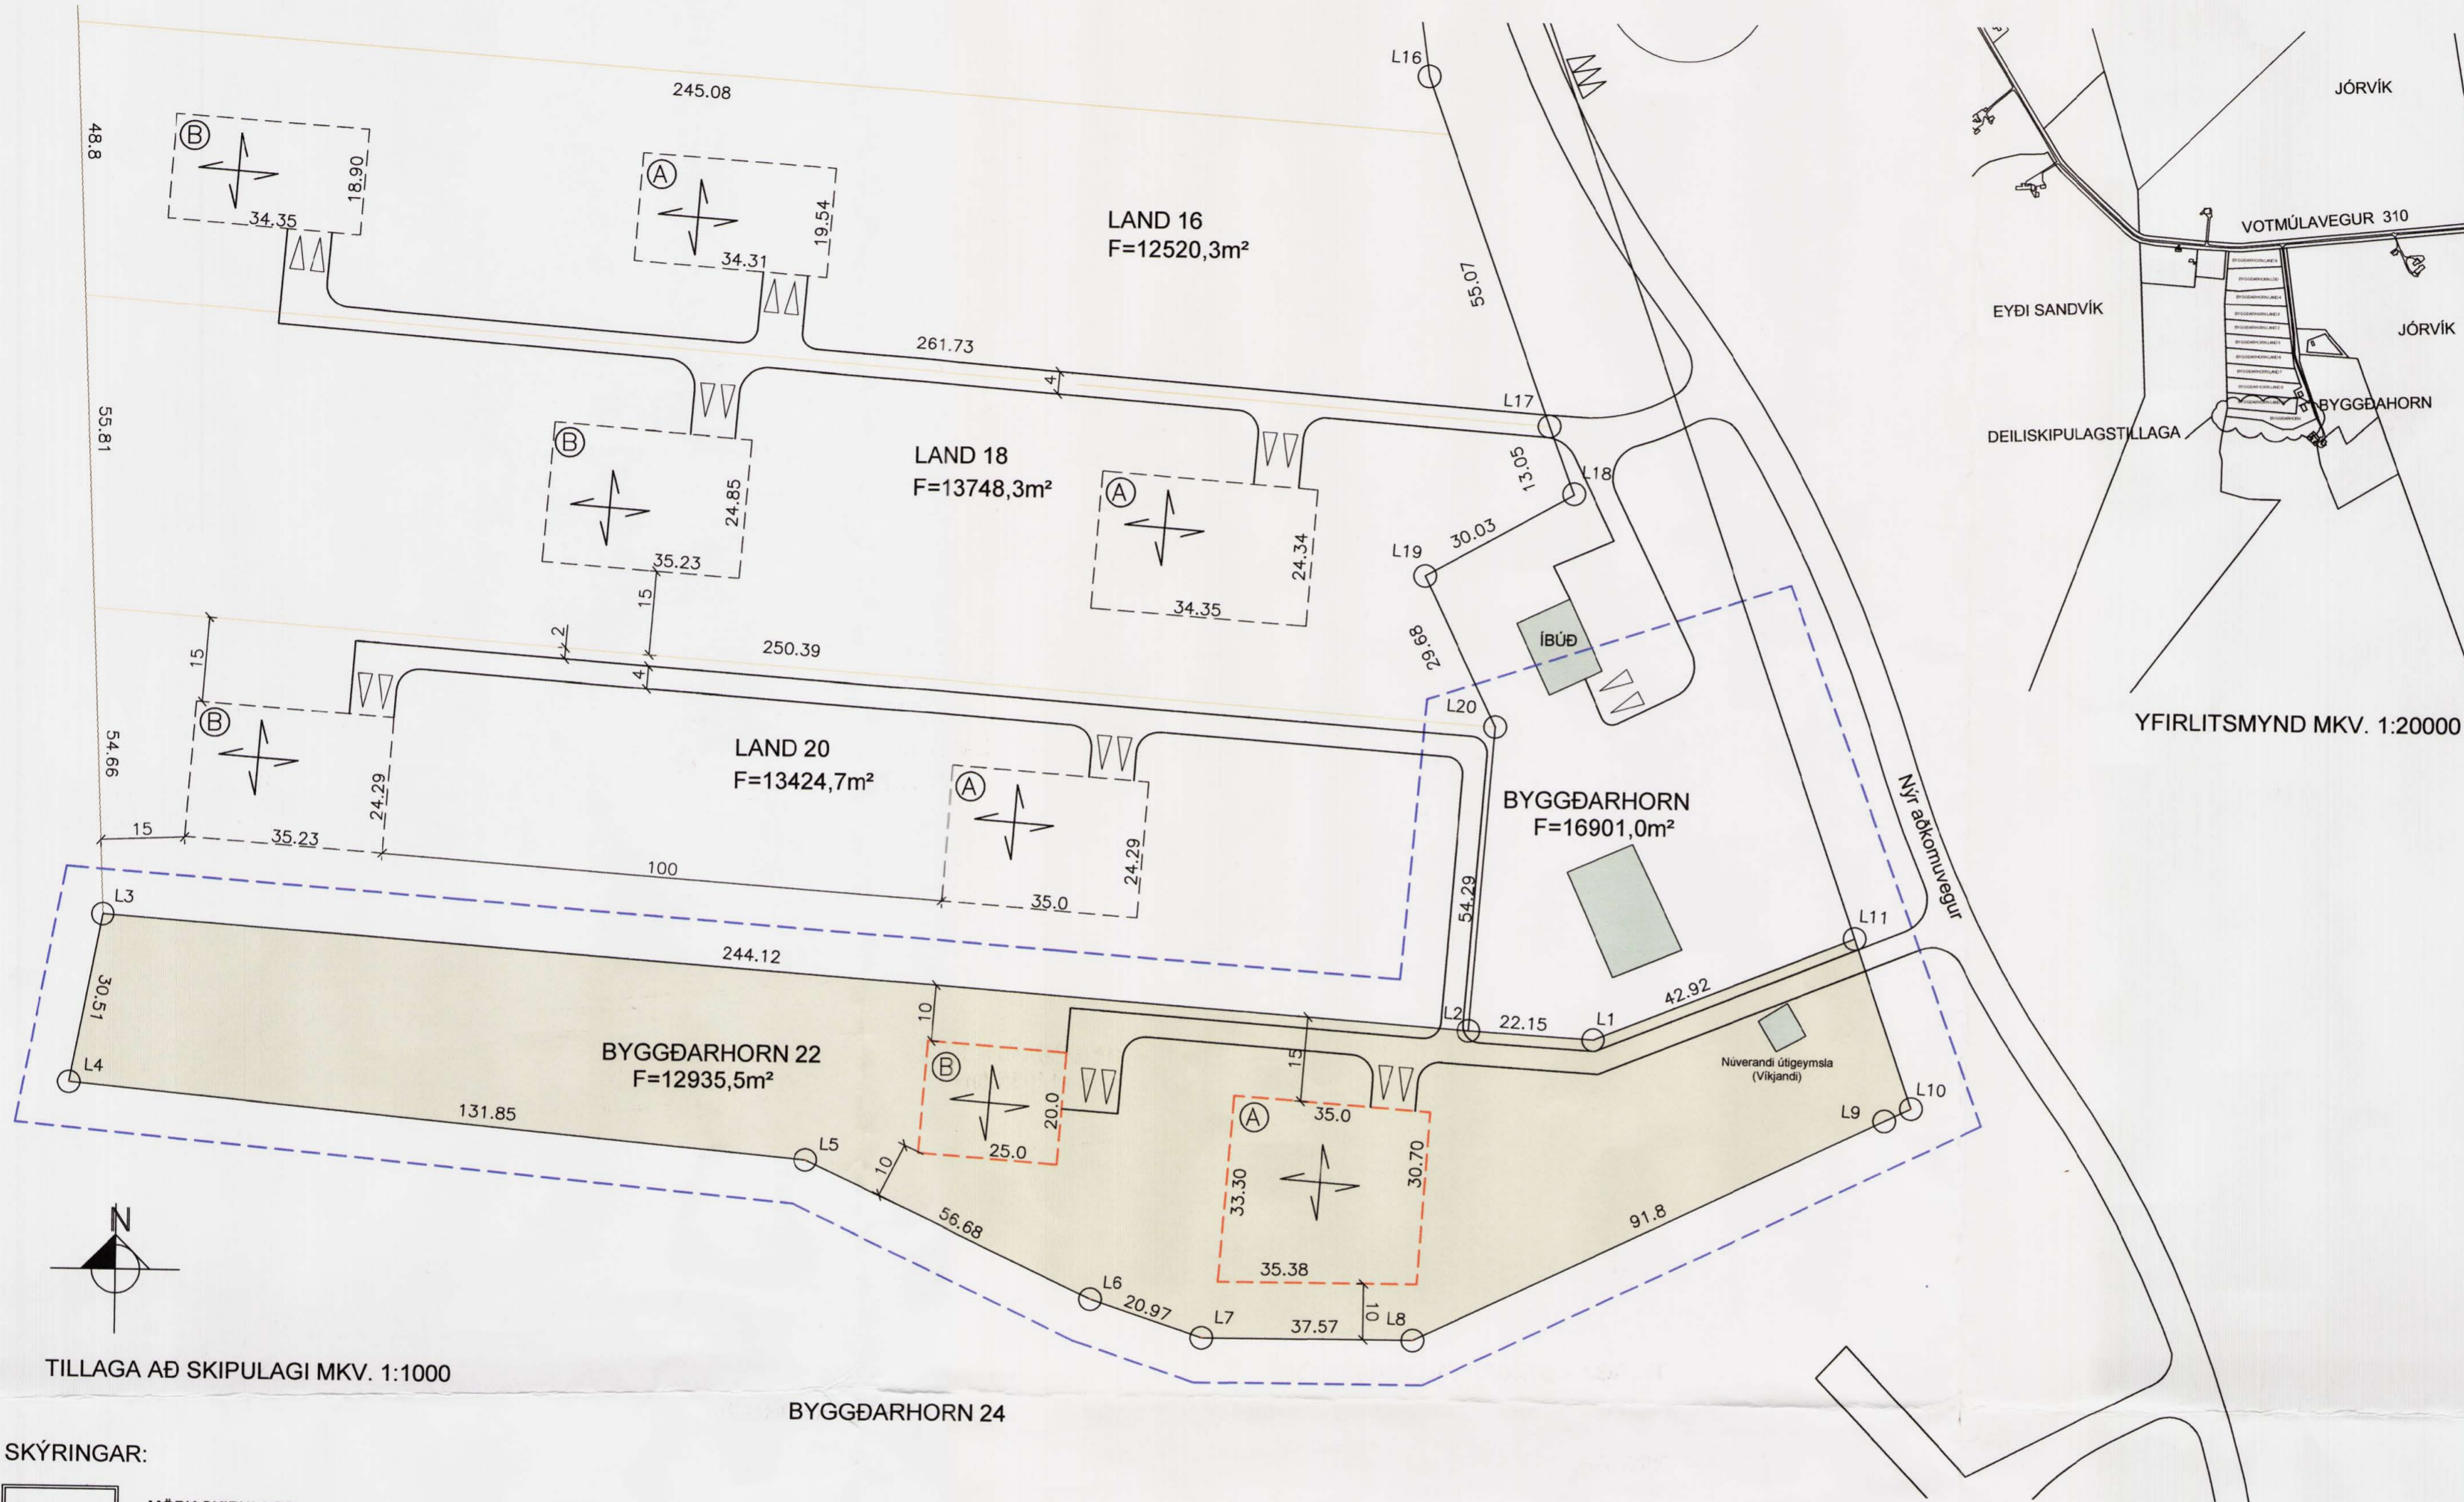 245.08
L16
48.8
B
18.90
34.35
A
19.54
34.31
LAND 16
F=12520,3m²
55.07
261.73
4
L17
55.81
B
24.85
35.23
LAND 18
F=13748,3m²
A
24.34
34.35
13.05
L18
30.03
L19
29.68
ÍBÚÐ
15
2
15
250.39
4
L20
54.66
B
24.29
35.23
15
LAND 20
F=13424,7m²
A
24.29
35.0
100
BYGGÐARHORN
F=16901,0m²
54.29
Nýr aðkomuvegur
L11
L3
244.12
30.51
L4
10
BYGGÐARHORN 22
F=12935,5m²
B
20.0
25.0
L2
22.15
L1
42.92
15
Núverandi útigeymsla
(Víkjandi)
L9
L10
131.85
L5
10
A
35.0
33.30
30.70
35.38
56.68
L6
20.97
L7
37.57
10
L8
91.8
N
TILLAGA AÐ SKIPULAGI MKV. 1:1000
BYGGÐARHORN 24
SKÝRINGAR:
JÓRVÍK
VOTMÚLAVEGUR 310
EYÐI SANDVÍK
JÓRVÍK
BYGGÐAHORN
DEILISKIPULAGSTILLAGA
YFIRLITSMYND MKV. 1:20000